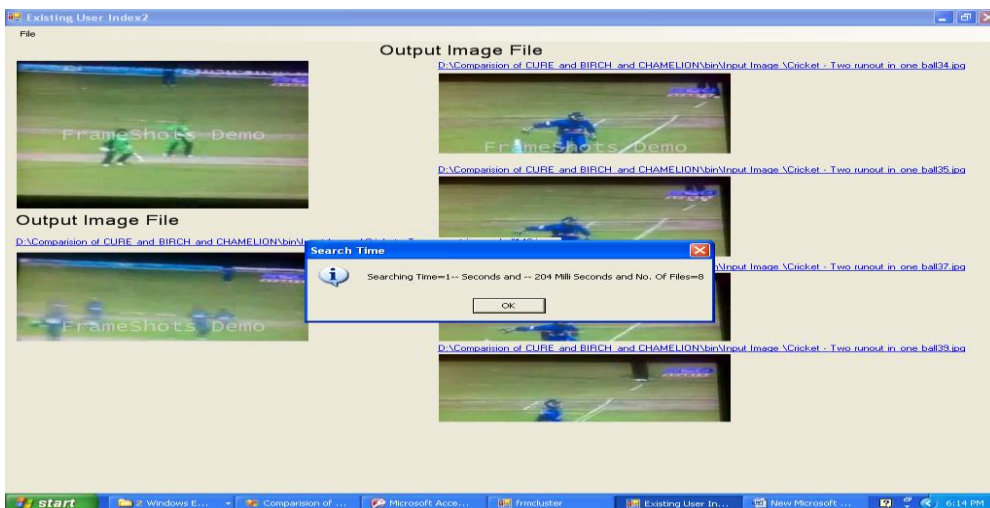 Existing User Index2
File
Output Image File
D:\Comparision of CURE and BIRCH and CHAMELION\bin\Input Image \Cricket - Two runout in one ball34.jpg
FrameShots Demo
FrameShots Demo
D:\Comparision of CURE and BIRCH and CHAMELION\bin\Input Image \Cricket - Two runout in one ball35.jpg
Output Image File
D:\Comparision of CURE and BIRCH and CHAMELION\bin\
Search Time
Searching Time=1-- Seconds and -- 204 Milli Seconds and No. Of Files=8
OK
\Input Image \Cricket - Two runout in one ball37.jpg
FrameShots Demo
D:\Comparision of CURE and BIRCH and CHAMELION\bin\Input Image \Cricket - Two runout in one ball39.jpg
start
2 Windows E...
Comparision of ...
Microsoft Acce...
frmcluster
Existing User In...
New Microsoft ...
6:14 PM